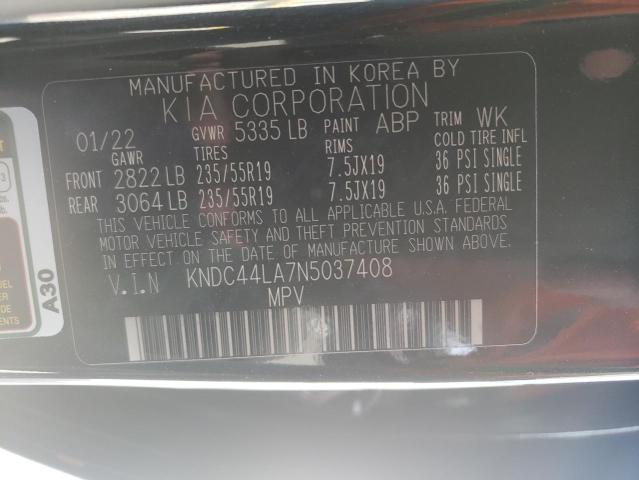 MANUFACTURED IN KOREA BY
KIA CORPORATION
01/22 GVWR 5335 LB PAINT ABP TRIM WK
GAWR TIRES RIMS COLD TIRE INFL
FRONT 2822 LB 235/55R19 7.5JX19 36 PSI SINGLE
REAR 3064 LB 235/55R19 7.5JX19 36 PSI SINGLE
THIS VEHICLE CONFORMS TO ALL APPLICABLE U.S.A. FEDERAL
MOTOR VEHICLE SAFETY AND THEFT PREVENTION STANDARDS
IN EFFECT ON THE DATE OF MANUFACTURE SHOWN ABOVE.
V.I.N KNDC44LA7N5037408
MPV
A30